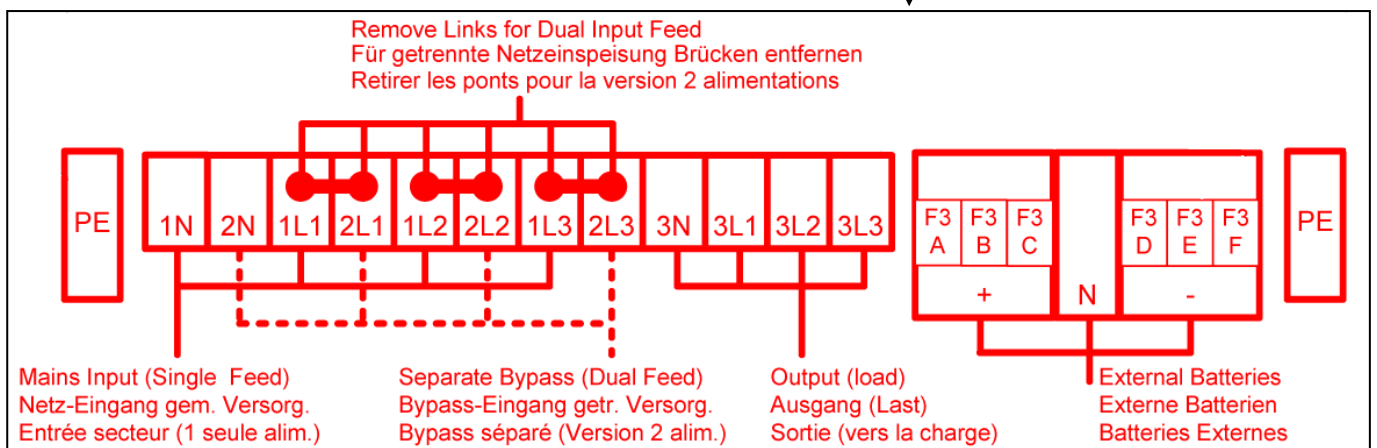 Remove Links for Dual Input Feed
Für getrennte Netzeinspeisung Brücken entfernen
Retirer les ponts pour la version 2 alimentations
PE 1N 2N 1L1 2L1 1L2 2L2 1L3 2L3 3N 3L1 3L2 3L3 PE
F3 A F3 B F3 C F3 D F3 E F3 F
+ N -
Mains Input (Single Feed)
Netz-Eingang gem. Versorg.
Entrée secteur (1 seule alim.)
Separate Bypass (Dual Feed)
Bypass-Eingang getr. Versorg.
Bypass séparé (Version 2 alim.)
Output (load)
Ausgang (Last)
Sortie (vers la charge)
External Batteries
Externe Batterien
Batteries Externes